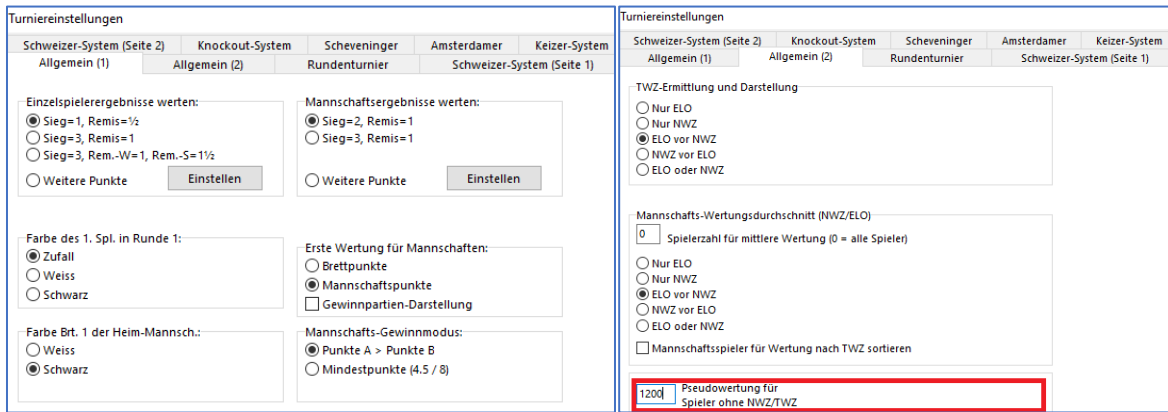 Turniereinstellungen
Schweizer-System (Seite 2) Knockout-System Scheveninger Amsterdamer Keizer-System
Allgemein (1) Allgemein (2) Rundenturnier Schweizer-System (Seite 1)
Einzelspielerergebnisse werten:
Sieg=1, Remis=½
Sieg=3, Remis=1
Sieg=3, Rem.-W=1, Rem.-S=1½
Weitere Punkte Einstellen
Mannschaftsergebnisse werten:
Sieg=2, Remis=1
Sieg=3, Remis=1
Weitere Punkte Einstellen
Farbe des 1. Spl. in Runde 1:
Zufall
Weiss
Schwarz
Erste Wertung für Mannschaften:
Brettpunkte
Mannschaftspunkte
Gewinnpartien-Darstellung
Farbe Brt. 1 der Heim-Mannsch.:
Weiss
Schwarz
Mannschafts-Gewinnmodus:
Punkte A > Punkte B
Mindestpunkte (4.5 / 8)
Turniereinstellungen
Schweizer-System (Seite 2) Knockout-System Scheveninger Amsterdamer Keizer-System
Allgemein (1) Allgemein (2) Rundenturnier Schweizer-System (Seite 1)
TWZ-Ermittlung und Darstellung
Nur ELO
Nur NWZ
ELO vor NWZ
NWZ vor ELO
ELO oder NWZ
Mannschafts-Wertungsdurchschnitt (NWZ/ELO)
0 Spielerzahl für mittlere Wertung (0 = alle Spieler)
Nur ELO
Nur NWZ
ELO vor NWZ
NWZ vor ELO
ELO oder NWZ
Mannschaftsspieler für Wertung nach TWZ sortieren
1200 Pseudowertung für
Spieler ohne NWZ/TWZ